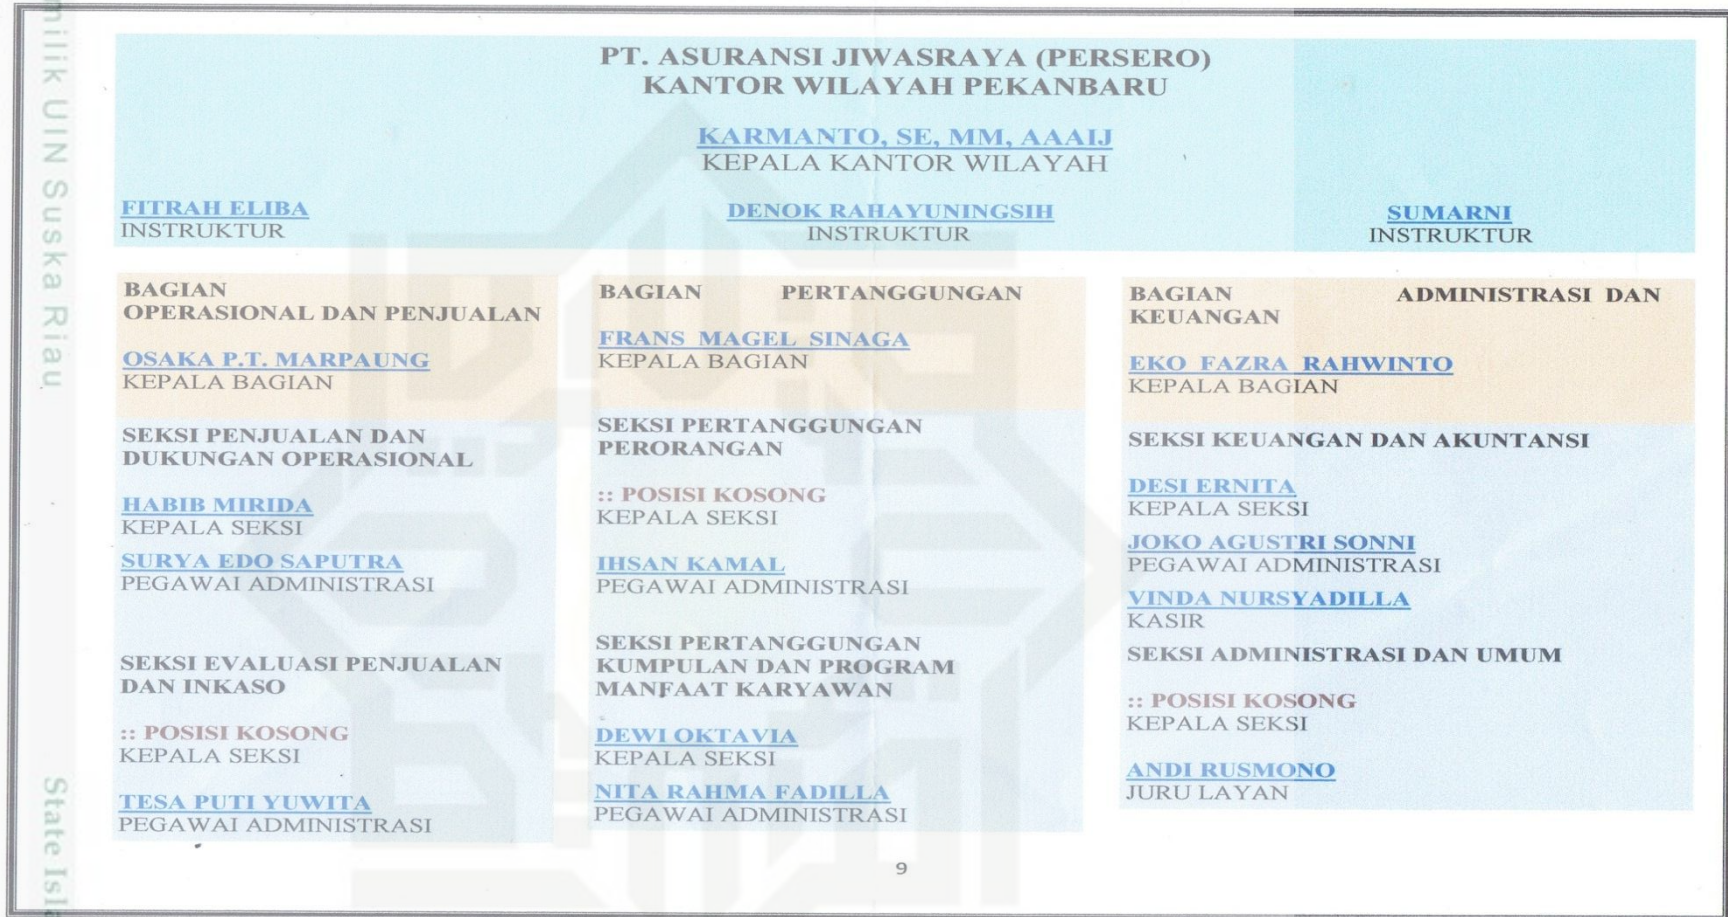 milik UIN Suska Riau
State Isla
PT. ASURANSI JIWASRAYA (PERSERO)
KANTOR WILAYAH PEKANBARU
KARMANTO, SE, MM, AAAIJ
KEPALA KANTOR WILAYAH
FITRAH ELIBA
INSTRUKTUR
DENOK RAHAYUNINGSIH
INSTRUKTUR
SUMARNI
INSTRUKTUR
BAGIAN
OPERASIONAL DAN PENJUALAN
OSAKA P.T. MARPAUNG
KEPALA BAGIAN
SEKSI PENJUALAN DAN
DUKUNGAN OPERASIONAL
HABIB MIRIDA
KEPALA SEKSI
SURYA EDO SAPUTRA
PEGAWAI ADMINISTRASI
SEKSI EVALUASI PENJUALAN
DAN INKASO
:: POSISI KOSONG
KEPALA SEKSI
TESA PUTI YUWITA
PEGAWAI ADMINISTRASI
BAGIAN PERTANGGUNGAN
FRANS MAGEL SINAGA
KEPALA BAGIAN
SEKSI PERTANGGUNGAN
PERORANGAN
:: POSISI KOSONG
KEPALA SEKSI
IHSAN KAMAL
PEGAWAI ADMINISTRASI
SEKSI PERTANGGUNGAN
KUMPULAN DAN PROGRAM
MANFAAT KARYAWAN
DEWI OKTAVIA
KEPALA SEKSI
NITA RAHMA FADILLA
PEGAWAI ADMINISTRASI
BAGIAN ADMINISTRASI DAN
KEUANGAN
EKO FAZRA RAHWINTO
KEPALA BAGIAN
SEKSI KEUANGAN DAN AKUNTANSI
DESI ERNITA
KEPALA SEKSI
JOKO AGUSTRI SONNI
PEGAWAI ADMINISTRASI
VINDA NURSYADILLA
KASIR
SEKSI ADMINISTRASI DAN UMUM
:: POSISI KOSONG
KEPALA SEKSI
ANDI RUSMONO
JURU LAYAN
9